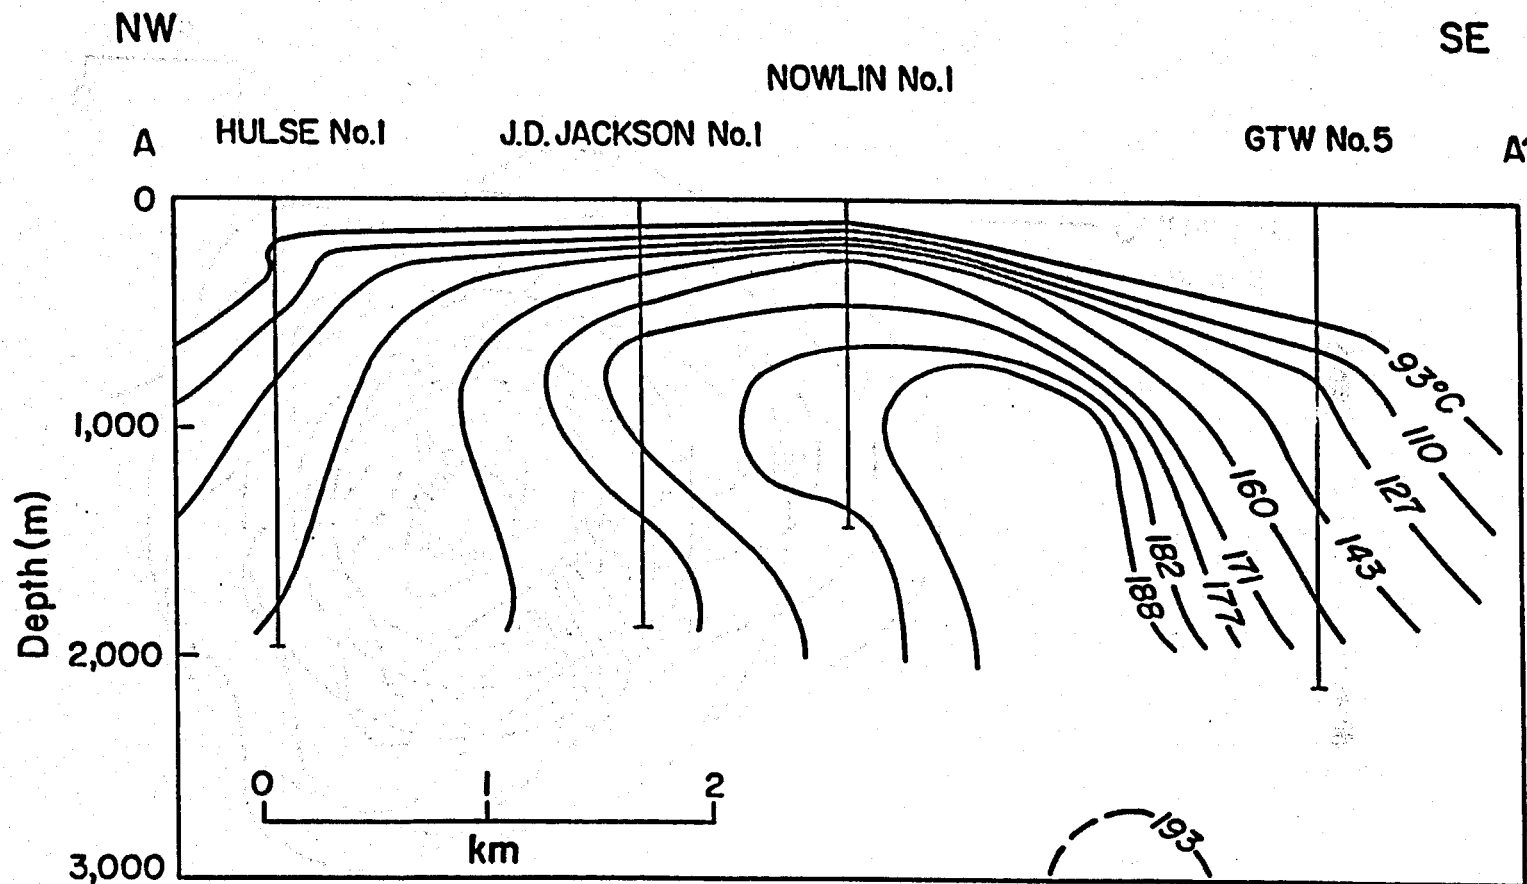 NW
SE
NOWLIN No.1
A
HULSE No.1
J.D. JACKSON No.1
GTW No.5
A'
0
93°C
1,000
110
127
160
143
171
182
177
188
Depth (m)
2,000
0
1
2
km
193
3,000